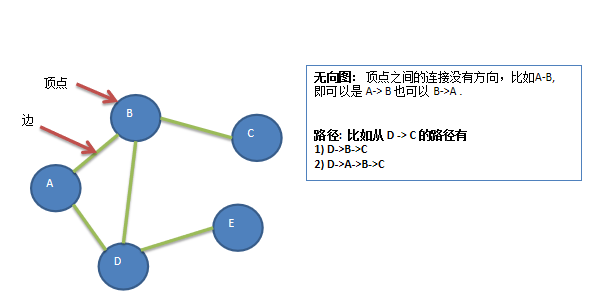 顶点
边
B
C
A
E
D
无向图： 顶点之间的连接没有方向，比如A-B,
即可以是 A-> B 也可以 B->A .
路径: 比如从 D -> C 的路径有
1) D->B->C
2) D->A->B->C